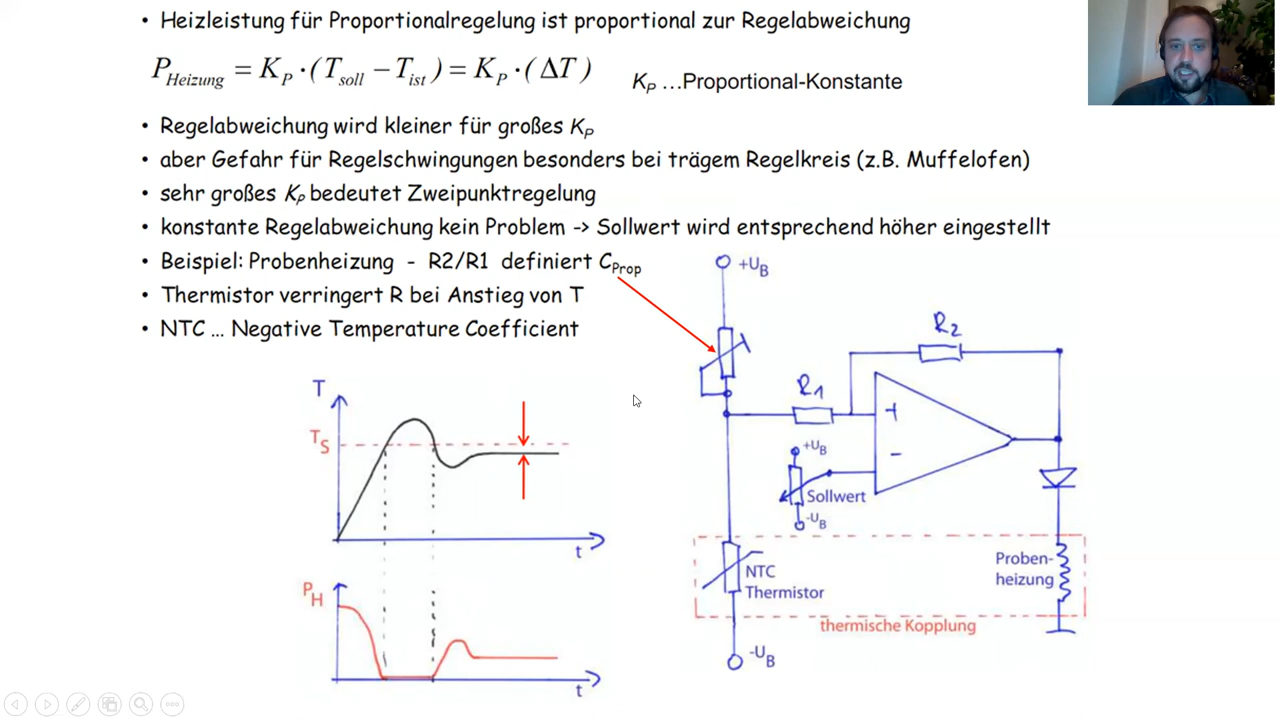 • Heizleistung für Proportionalregelung ist proportional zur Regelabweichung
P_Heizung = K_P · (T_soll − T_ist) = K_P · (ΔT)
K_P …Proportional-Konstante
• Regelabweichung wird kleiner für großes K_P
• aber Gefahr für Regelschwingungen besonders bei trägem Regelkreis (z.B. Muffelofen)
• sehr großes K_P bedeutet Zweipunktregelung
• konstante Regelabweichung kein Problem -> Sollwert wird entsprechend höher eingestellt
• Beispiel: Probenheizung - R2/R1 definiert C_Prop
• Thermistor verringert R bei Anstieg von T
• NTC … Negative Temperature Coefficient
T
T_S
t
P_H
t
+U_B
R_2
R_1
+
−
+U_B
Sollwert
-U_B
NTC
Thermistor
Proben-
heizung
thermische Kopplung
-U_B